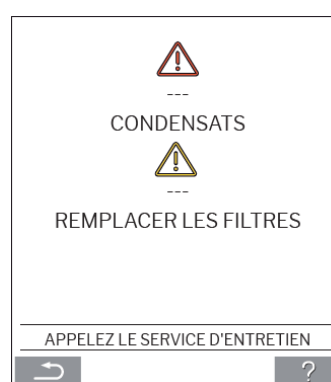 ---
CONDENSATS
---
REMPLACER LES FILTRES
APPELEZ LE SERVICE D'ENTRETIEN
?